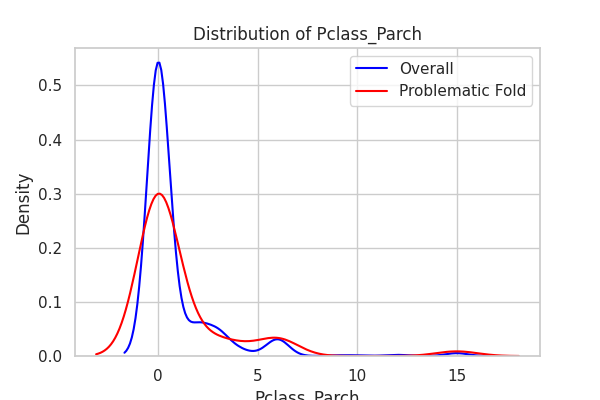 Distribution of Pclass_Parch
Overall
Problematic Fold
Density
0.5
0.4
0.3
0.2
0.1
0.0
0
5
10
15
Pclass_Parch